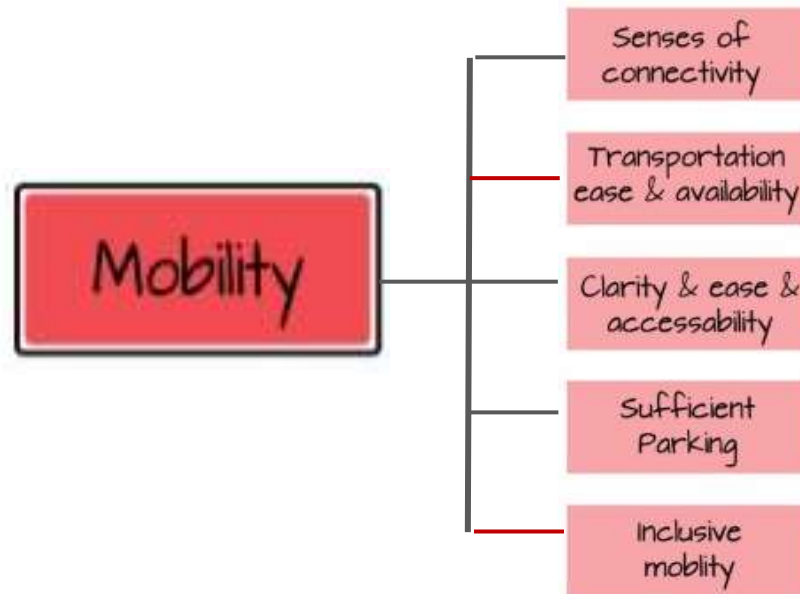 Mobility
Senses of
connectivity
Transportation
ease & availability
Clarity & ease &
accessability
Sufficient
Parking
Inclusive
moblity